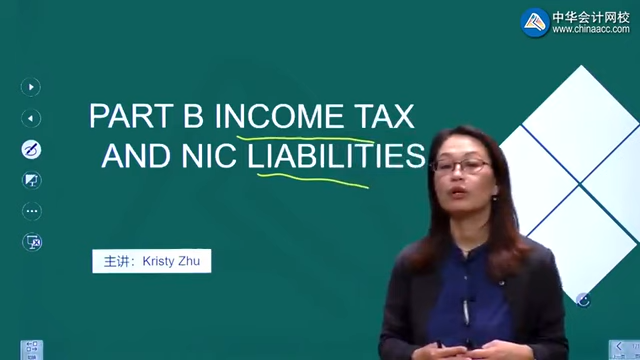 中华会计网校
www.chinaacc.com
PART B INCOME TAX
AND NIC LIABILITIES
主讲：Kristy Zhu